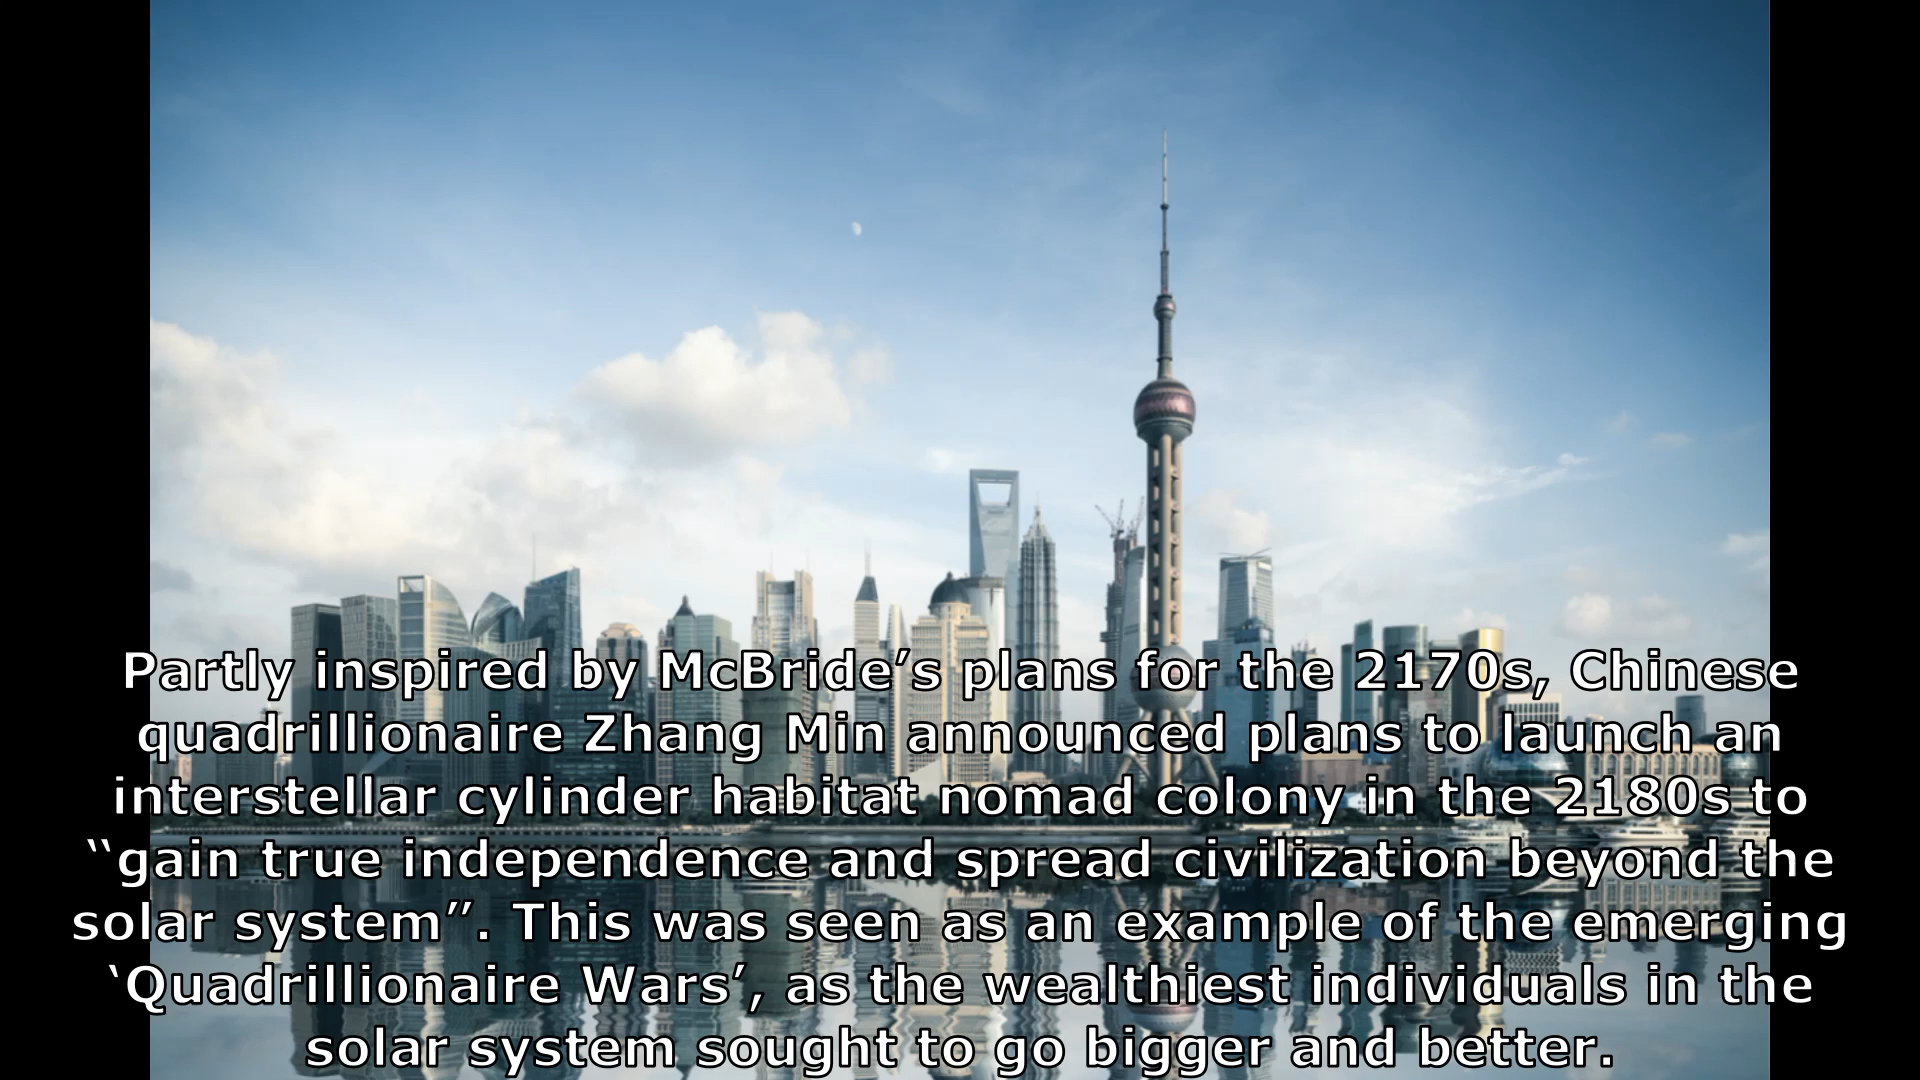 Partly inspired by McBride’s plans for the 2170s, Chinese
quadrillionaire Zhang Min announced plans to launch an
interstellar cylinder habitat nomad colony in the 2180s to
“gain true independence and spread civilization beyond the
solar system”. This was seen as an example of the emerging
‘Quadrillionaire Wars’, as the wealthiest individuals in the
solar system sought to go bigger and better.